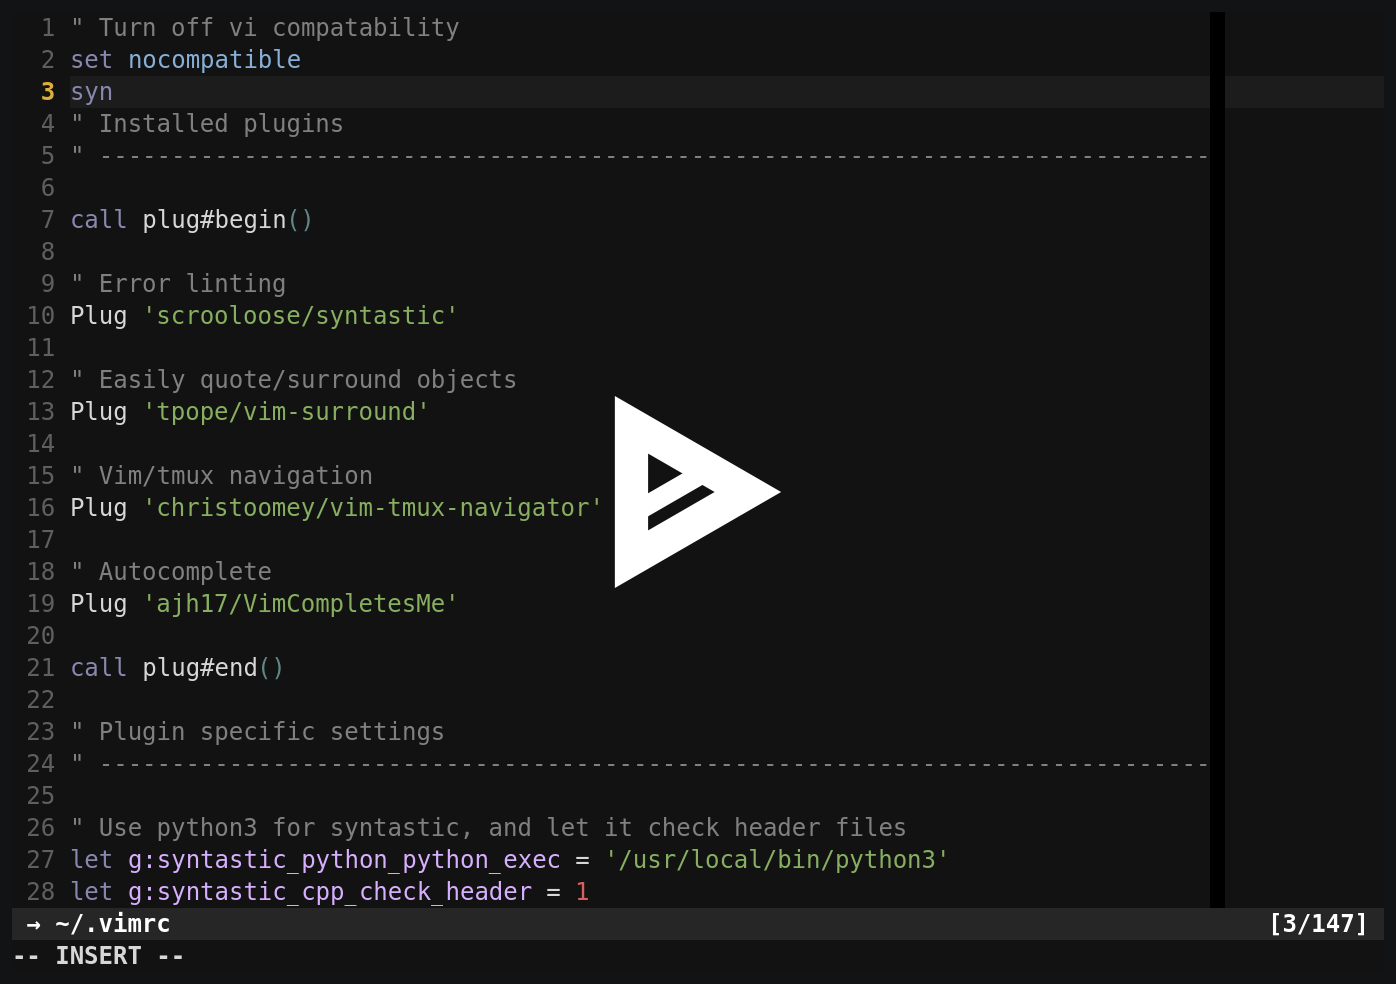 1 " Turn off vi compatability
2 set nocompatible
3 syn
4 " Installed plugins
5 " -----------------------------------------------------------------------------
6
7 call plug#begin()
8
9 " Error linting
10 Plug 'scrooloose/syntastic'
11
12 " Easily quote/surround objects
13 Plug 'tpope/vim-surround'
14
15 " Vim/tmux navigation
16 Plug 'christoomey/vim-tmux-navigator'
17
18 " Autocomplete
19 Plug 'ajh17/VimCompletesMe'
20
21 call plug#end()
22
23 " Plugin specific settings
24 " -----------------------------------------------------------------------------
25
26 " Use python3 for syntastic, and let it check header files
27 let g:syntastic_python_python_exec = '/usr/local/bin/python3'
28 let g:syntastic_cpp_check_header = 1
→ ~/.vimrc [3/147]
-- INSERT --